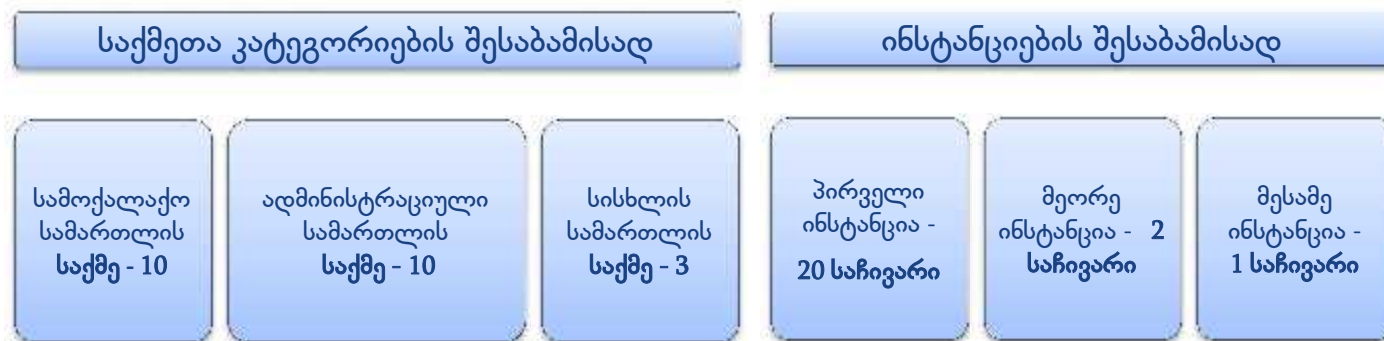 საქმეთა კატეგორიების შესაბამისად
სამოქალაქო
სამართლის
საქმე - 10
ადმინისტრაციული
სამართლის
საქმე - 10
სისხლის
სამართლის
საქმე - 3
ინსტანციების შესაბამისად
პირველი
ინსტანცია -
20 საჩივარი
მეორე
ინსტანცია - 2
საჩივარი
მესამე
ინსტანცია -
1 საჩივარი